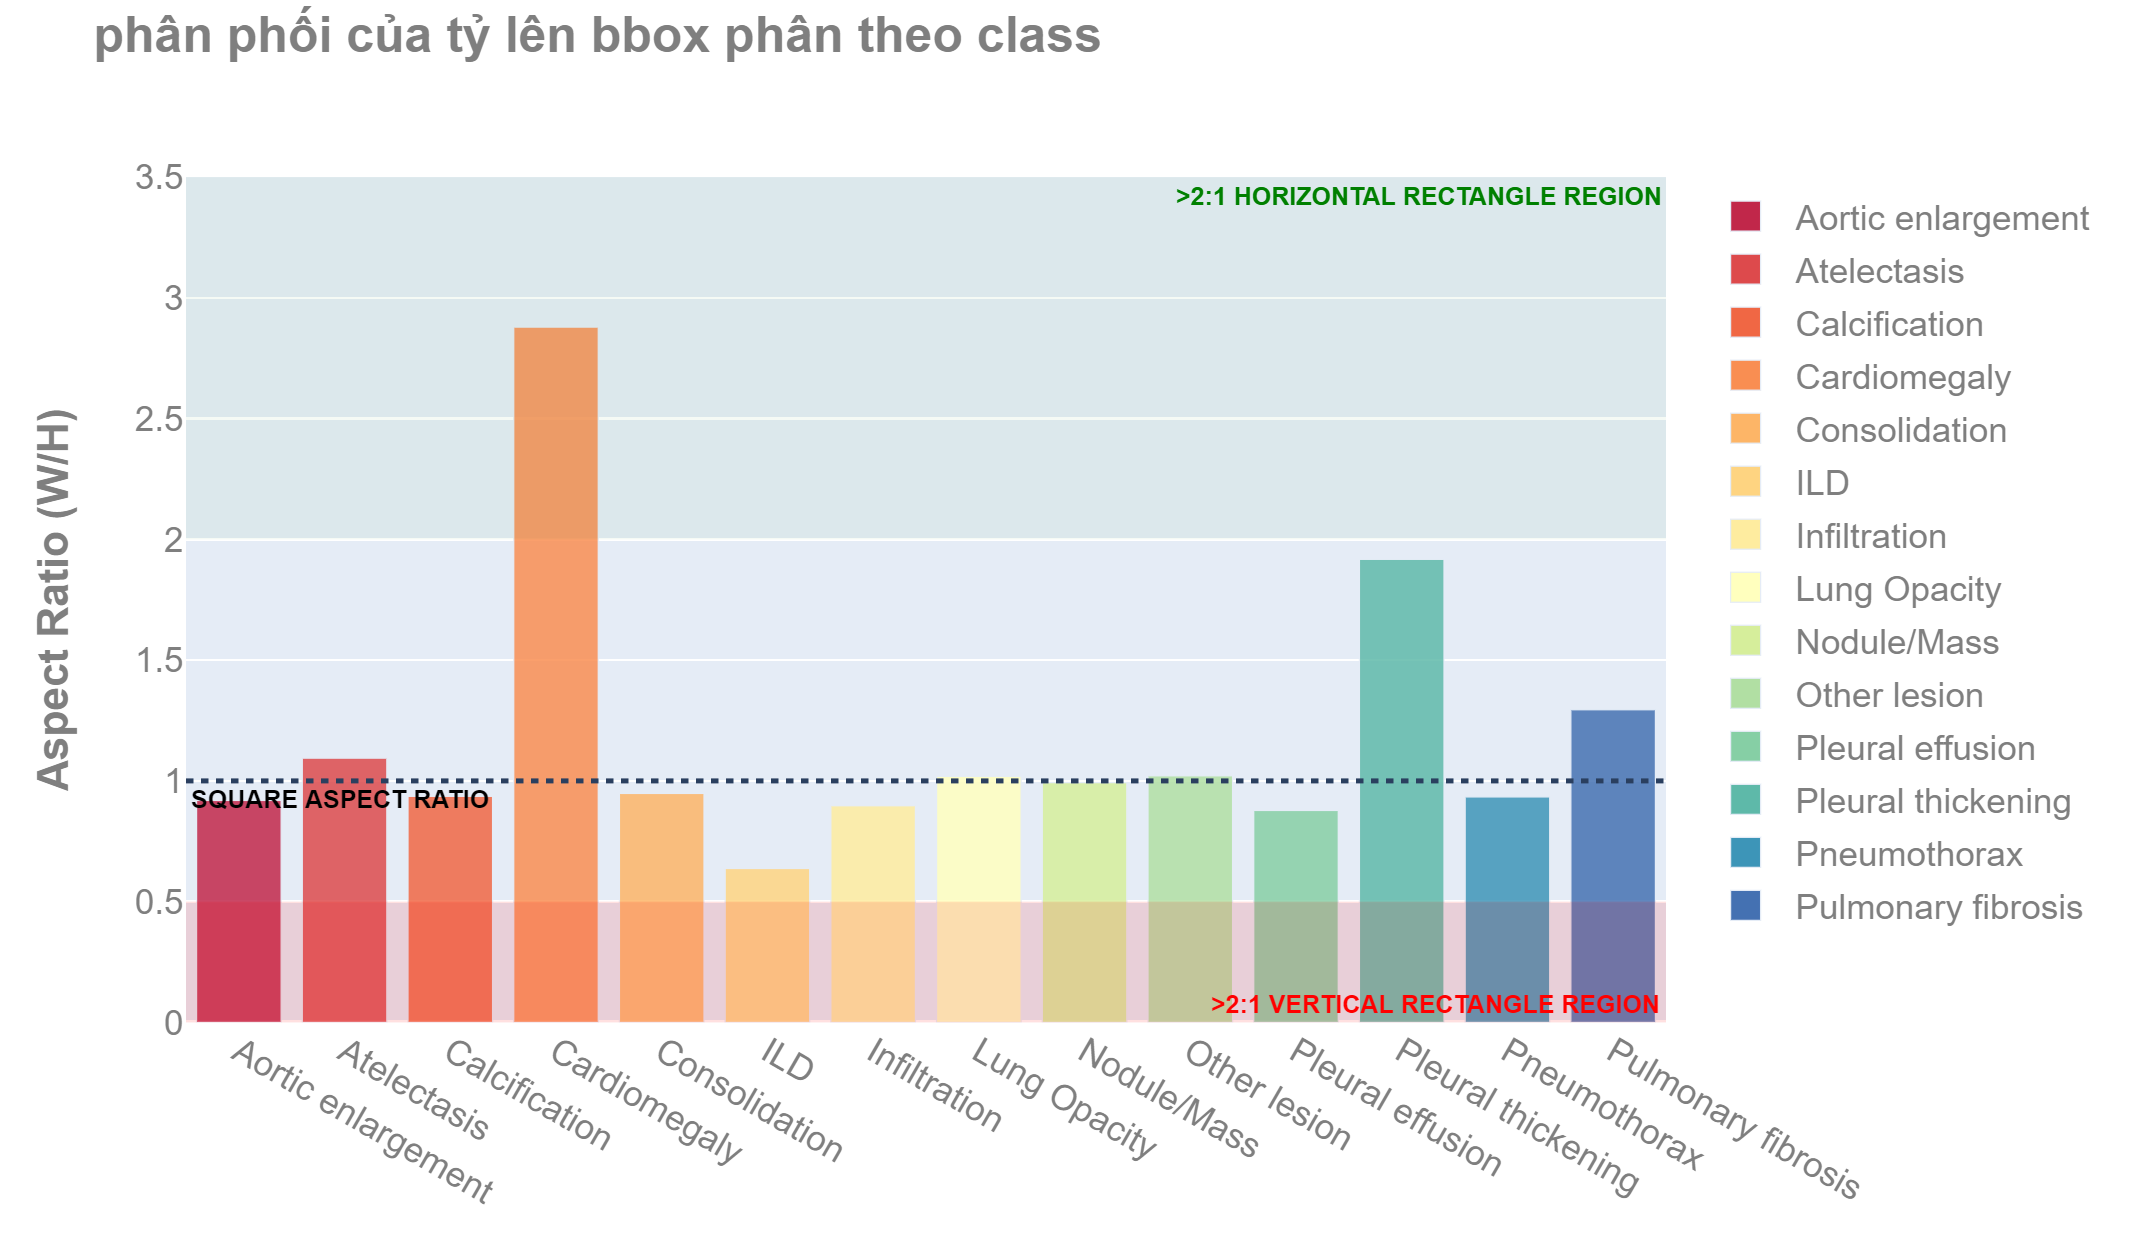 phân phối của tỷ lên bbox phân theo class
3.5
3
2.5
2
1.5
1
0.5
0
Aspect Ratio (W/H)
>2:1 HORIZONTAL RECTANGLE REGION
SQUARE ASPECT RATIO
>2:1 VERTICAL RECTANGLE REGION
Aortic enlargement
Atelectasis
Calcification
Cardiomegaly
Consolidation
ILD
Infiltration
Lung Opacity
Nodule/Mass
Other lesion
Pleural effusion
Pleural thickening
Pneumothorax
Pulmonary fibrosis
Aortic enlargement
Atelectasis
Calcification
Cardiomegaly
Consolidation
ILD
Infiltration
Lung Opacity
Nodule/Mass
Other lesion
Pleural effusion
Pleural thickening
Pneumothorax
Pulmonary fibrosis